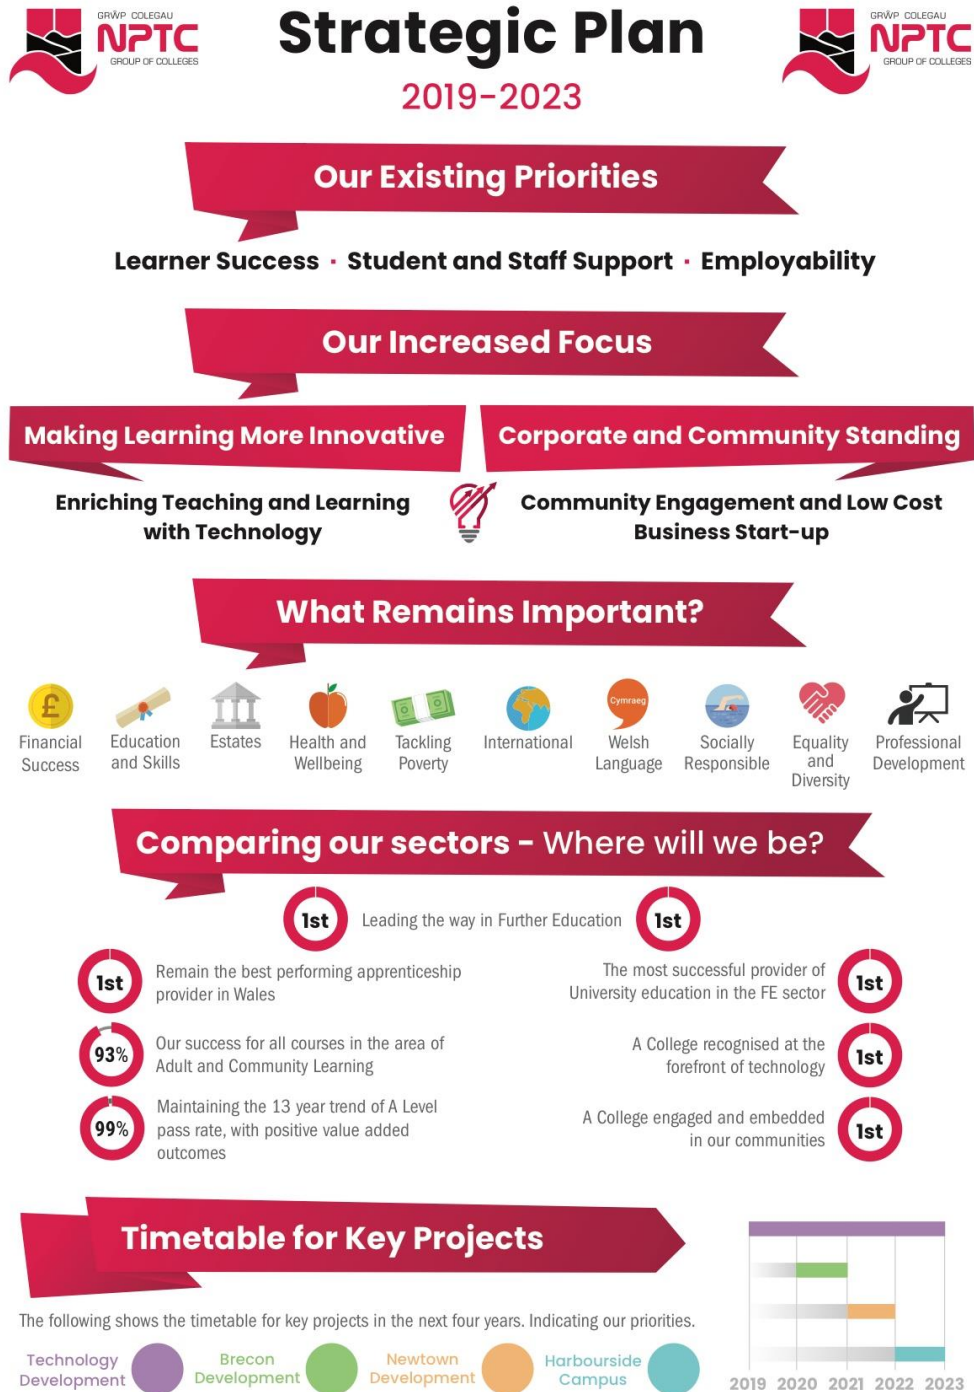 GRŴP COLEGAU
NPTC
GROUP OF COLLEGES
Strategic Plan
2019-2023
GRŴP COLEGAU
NPTC
GROUP OF COLLEGES
Our Existing Priorities
Learner Success · Student and Staff Support · Employability
Our Increased Focus
Making Learning More Innovative
Enriching Teaching and Learning
with Technology
Corporate and Community Standing
Community Engagement and Low Cost
Business Start-up
What Remains Important?
£
Financial
Success
Education
and Skills
Estates
Health and
Wellbeing
Tackling
Poverty
International
Cymraeg
Welsh
Language
Socially
Responsible
Equality
and
Diversity
Professional
Development
Comparing our sectors - Where will we be?
1st Leading the way in Further Education 1st
1st
Remain the best performing apprenticeship
provider in Wales
93%
Our success for all courses in the area of
Adult and Community Learning
99%
Maintaining the 13 year trend of A Level
pass rate, with positive value added
outcomes
The most successful provider of
University education in the FE sector
1st
A College recognised at the
forefront of technology
1st
A College engaged and embedded
in our communities
1st
Timetable for Key Projects
The following shows the timetable for key projects in the next four years. Indicating our priorities.
Technology
Development
Brecon
Development
Newtown
Development
Harbourside
Campus
2019 2020 2021 2022 2023